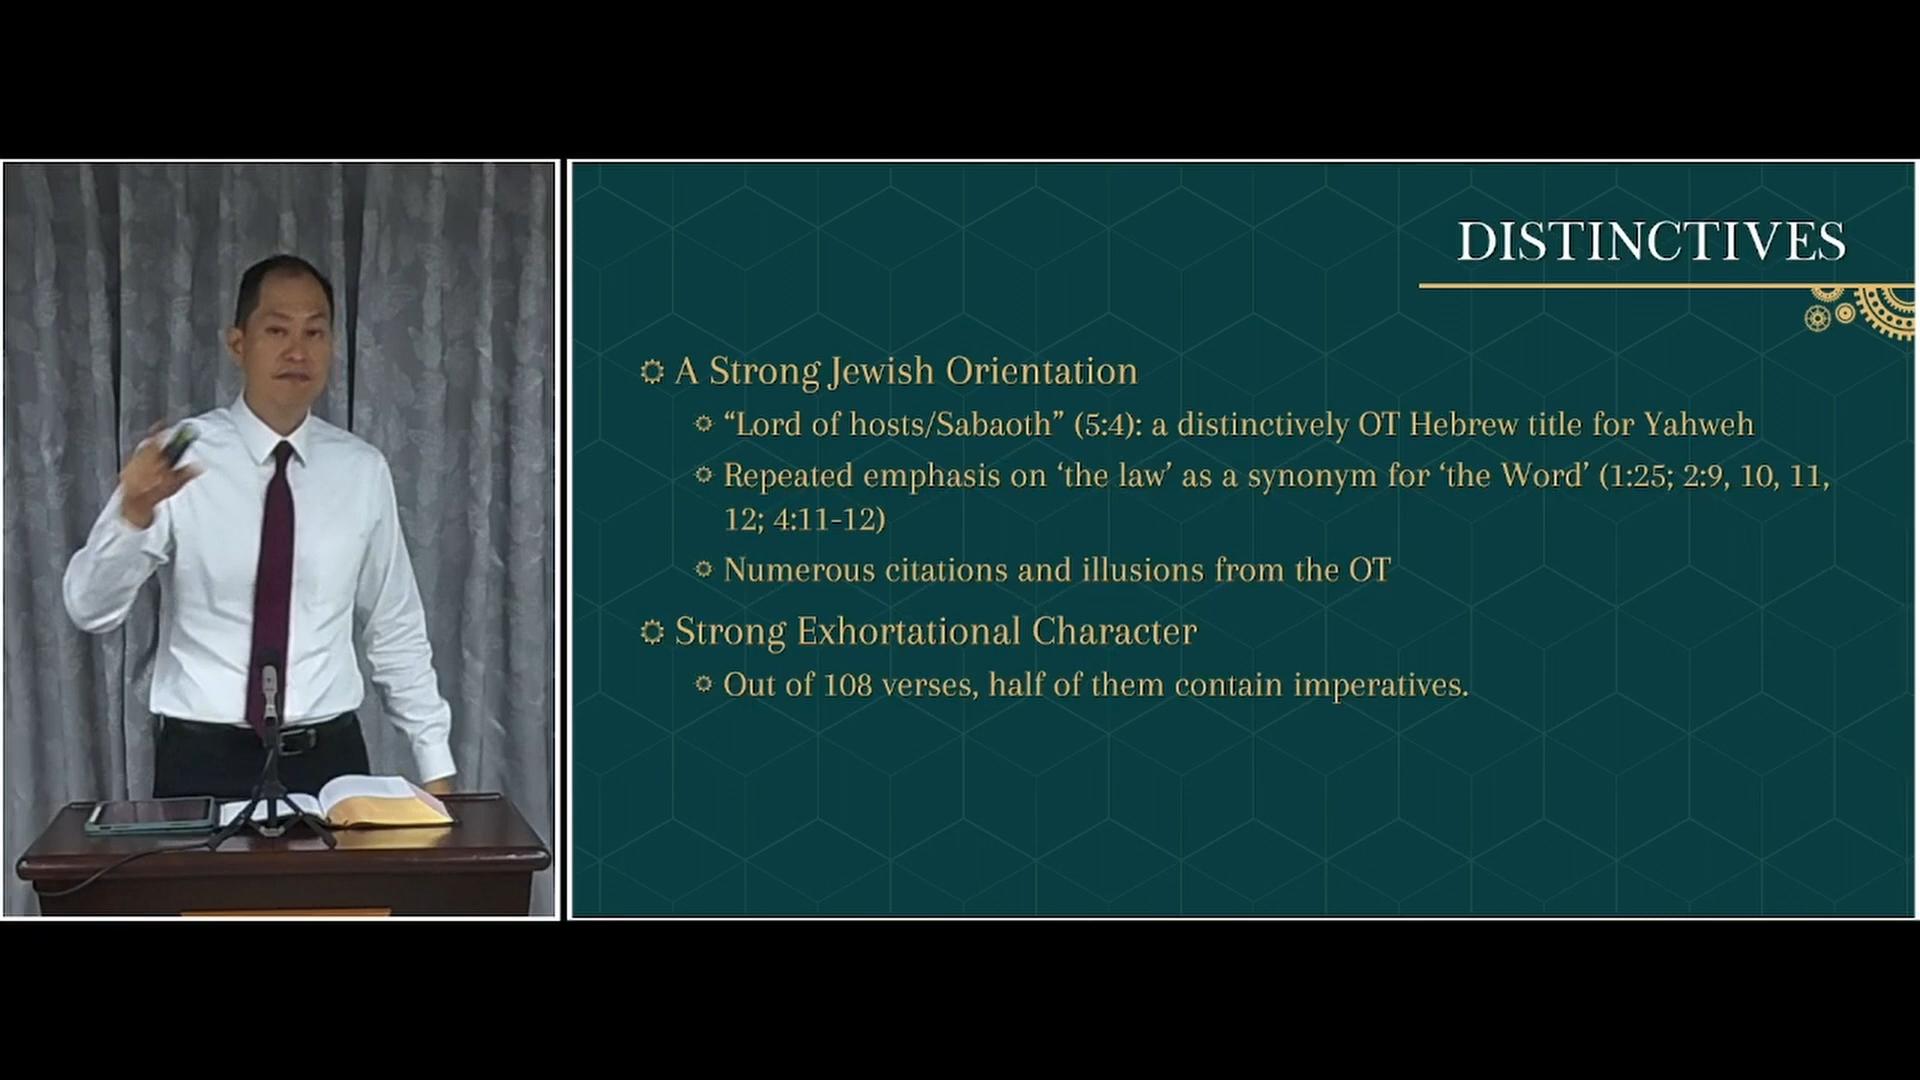 DISTINCTIVES
A Strong Jewish Orientation
“Lord of hosts/Sabaoth” (5:4): a distinctively OT Hebrew title for Yahweh
Repeated emphasis on ‘the law’ as a synonym for ‘the Word’ (1:25; 2:9, 10, 11,
12; 4:11-12)
Numerous citations and illusions from the OT
Strong Exhortational Character
Out of 108 verses, half of them contain imperatives.